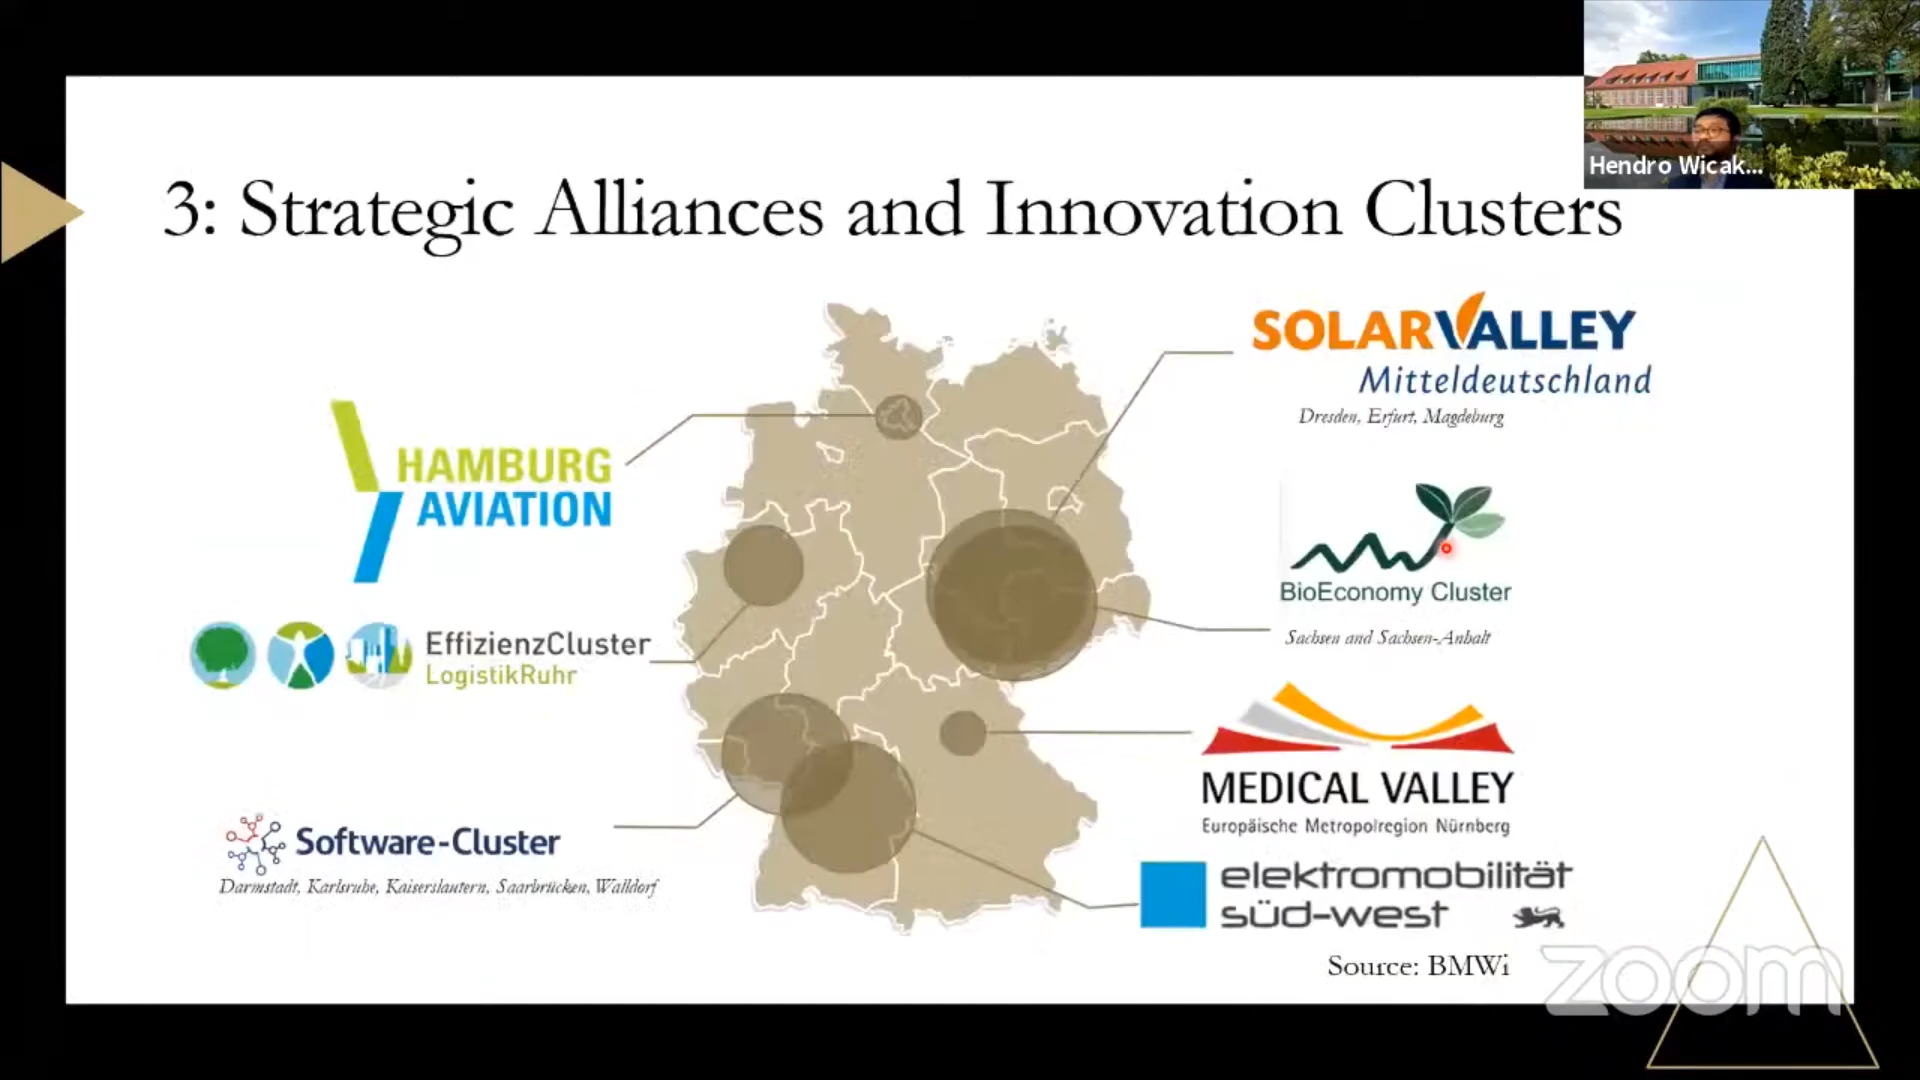 Hendro Wicak...
3: Strategic Alliances and Innovation Clusters
SOLARVALLEY
Mitteldeutschland
Dresden, Erfurt, Magdeburg
HAMBURG
AVIATION
BioEconomy Cluster
Sachsen and Sachsen-Anhalt
EffizienzCluster
LogistikRuhr
MEDICAL VALLEY
Europäische Metropolregion Nürnberg
Software-Cluster
Darmstadt, Karlsruhe, Kaiserslautern, Saarbrücken, Walldorf
elektromobilität
süd-west
Source: BMWi
zoom